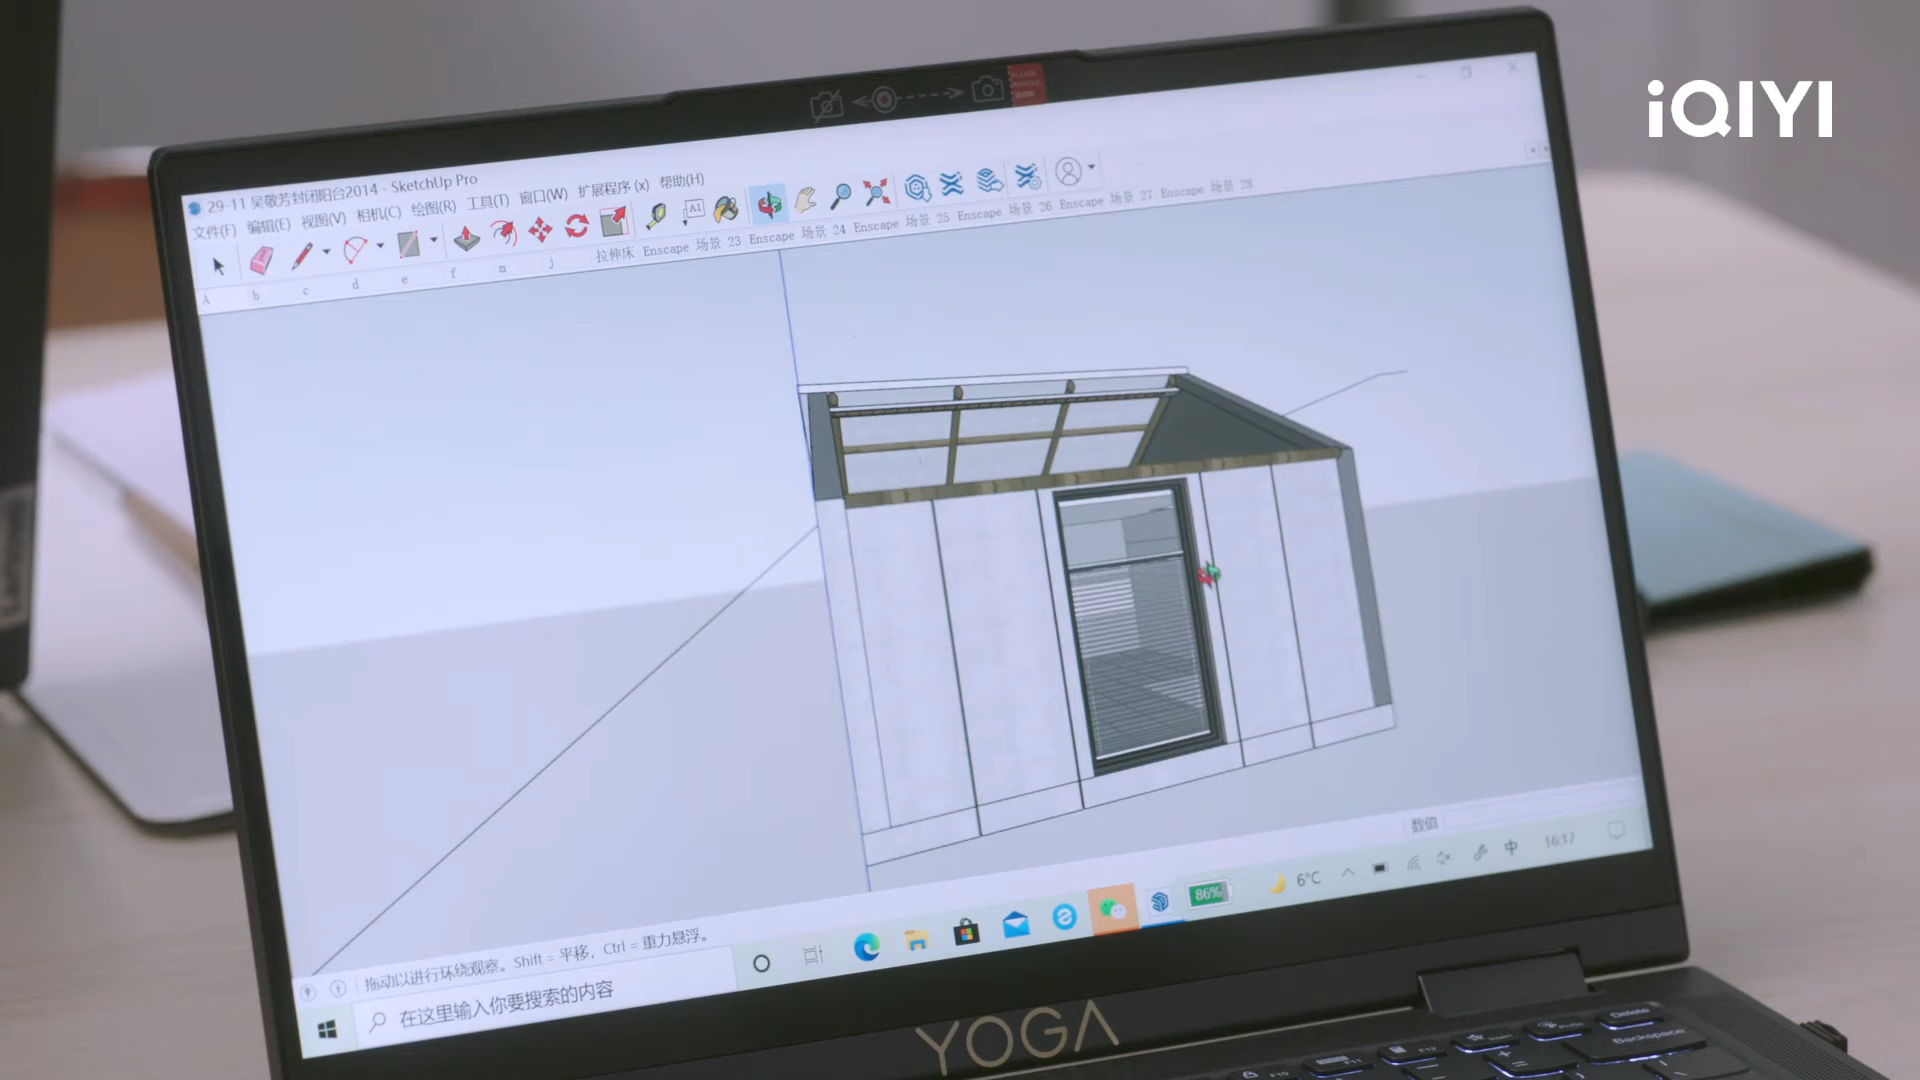 iQIYI
29-11 吴敬芳封闭阳台2014 - SketchUp Pro
文件(F) 编辑(E) 视图(V) 相机(C) 绘图(R) 工具(T) 窗口(W) 扩展程序 (x) 帮助(H)
A1
A b c d e f m j 拉伸床 Enscape 场景 23 Enscape 场景 24 Enscape 场景 25 Enscape 场景 26 Enscape 场景 27 Enscape 场景 28
数值
拖动以进行环绕观察。Shift = 平移，Ctrl = 重力悬浮。
在这里输入你要搜索的内容
86% 6°C 中 16:17
YOGA
Delete
Backspace